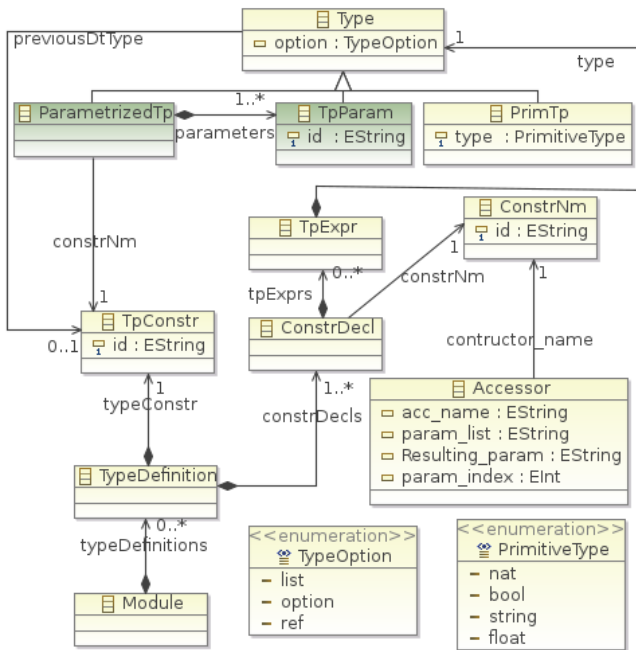 Type
option : TypeOption
previousDtType
1
type
ParametrizedTp
1..*
parameters
TpParam
id : EString
PrimTp
type : PrimitiveType
constrNm
1
TpExpr
ConstrNm
id : EString
1
constrNm
0..*
tpExprs
1
TpConstr
id : EString
0..1
ConstrDecl
contructor_name
1
typeConstr
1..*
constrDecls
Accessor
acc_name : EString
param_list : EString
Resulting_param : EString
param_index : EInt
TypeDefinition
0..*
typeDefinitions
Module
<<enumeration>>
TypeOption
list
option
ref
<<enumeration>>
PrimitiveType
nat
bool
string
float